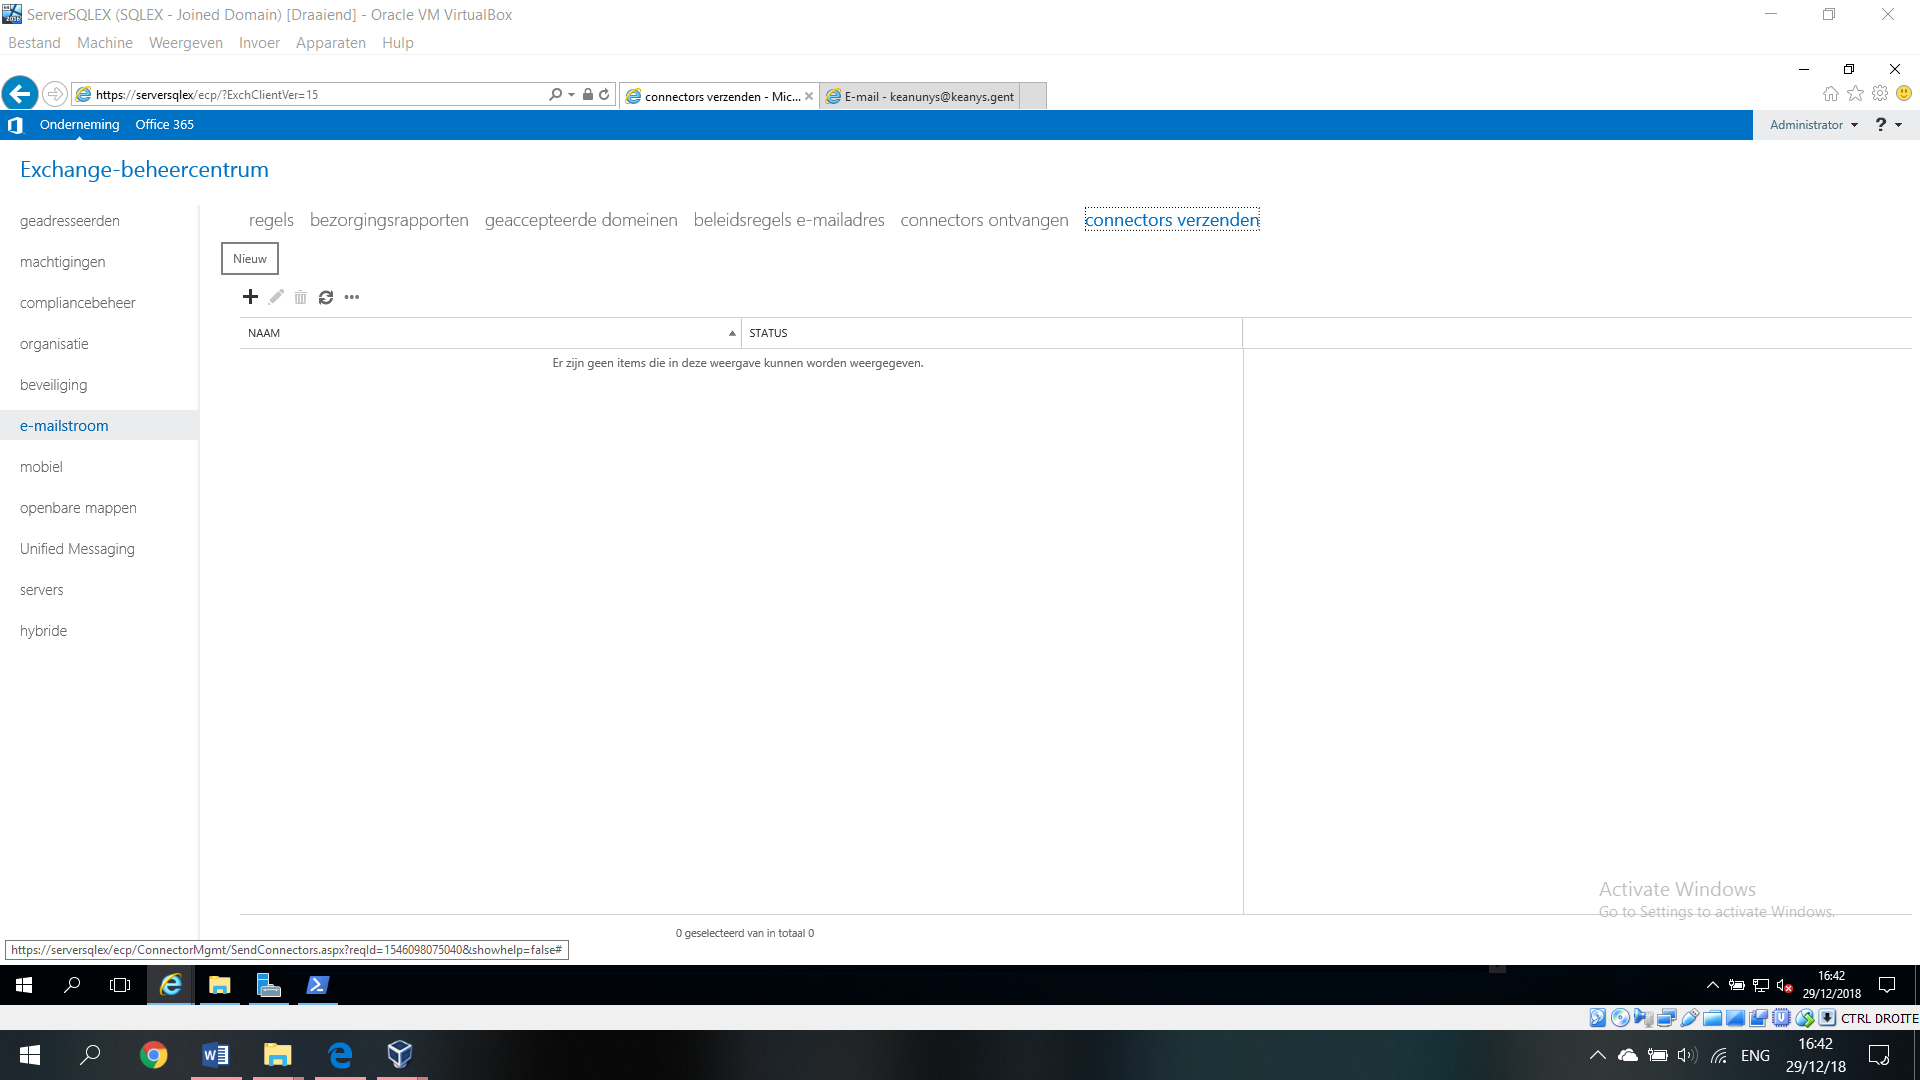 ServerSQLEX (SQLEX - Joined Domain) [Draaiend] - Oracle VM VirtualBox
Bestand Machine Weergeven Invoer Apparaten Hulp
https://serversqlex/ecp/?ExchClientVer=15
connectors verzenden - Mic...
E-mail - keanunys@keanys.gent
Onderneming Office 365
Administrator ?
Exchange-beheercentrum
geadresseerden
machtigingen
compliancebeheer
organisatie
beveiliging
e-mailstroom
mobiel
openbare mappen
Unified Messaging
servers
hybride
regels bezorgingsrapporten geaccepteerde domeinen beleidsregels e-mailadres connectors ontvangen connectors verzenden
Nieuw
NAAM STATUS
Er zijn geen items die in deze weergave kunnen worden weergegeven.
Activate Windows
Go to Settings to activate Windows.
0 geselecteerd van in totaal 0
https://serversqlex/ecp/ConnectorMgmt/SendConnectors.aspx?reqId=1546098075040&showhelp=false#
16:42
29/12/2018
CTRL DROITE
ENG
16:42
29/12/18